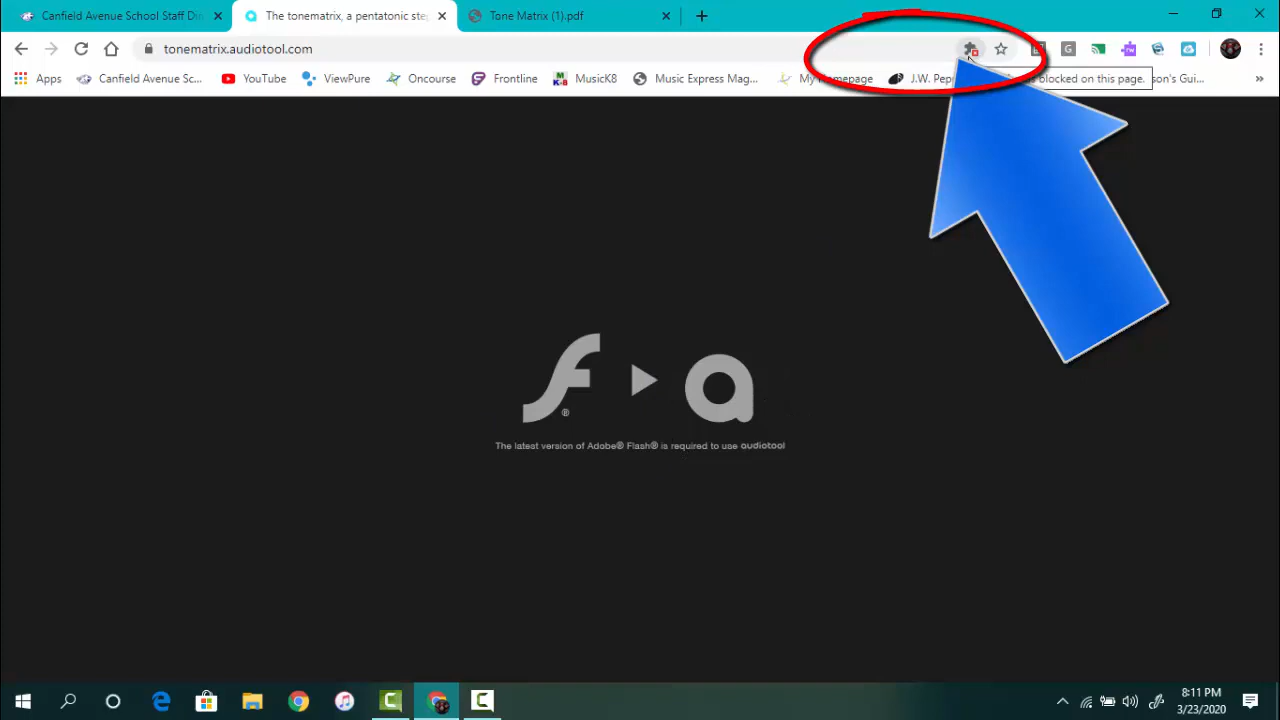 Canfield Avenue School Staff Dir
The tonematrix, a pentatonic ste
Tone Matrix (1).pdf
tonematrix.audiotool.com
G
rw
Apps
Canfield Avenue Sc...
YouTube
ViewPure
Oncourse
Frontline
MusicK8
Music Express Mag...
My Homepage
J.W. Pep
blocked on this page.
son's Gui...
»
f® a
The latest version of Adobe® Flash® is required to use audiotool
8:11 PM
3/23/2020